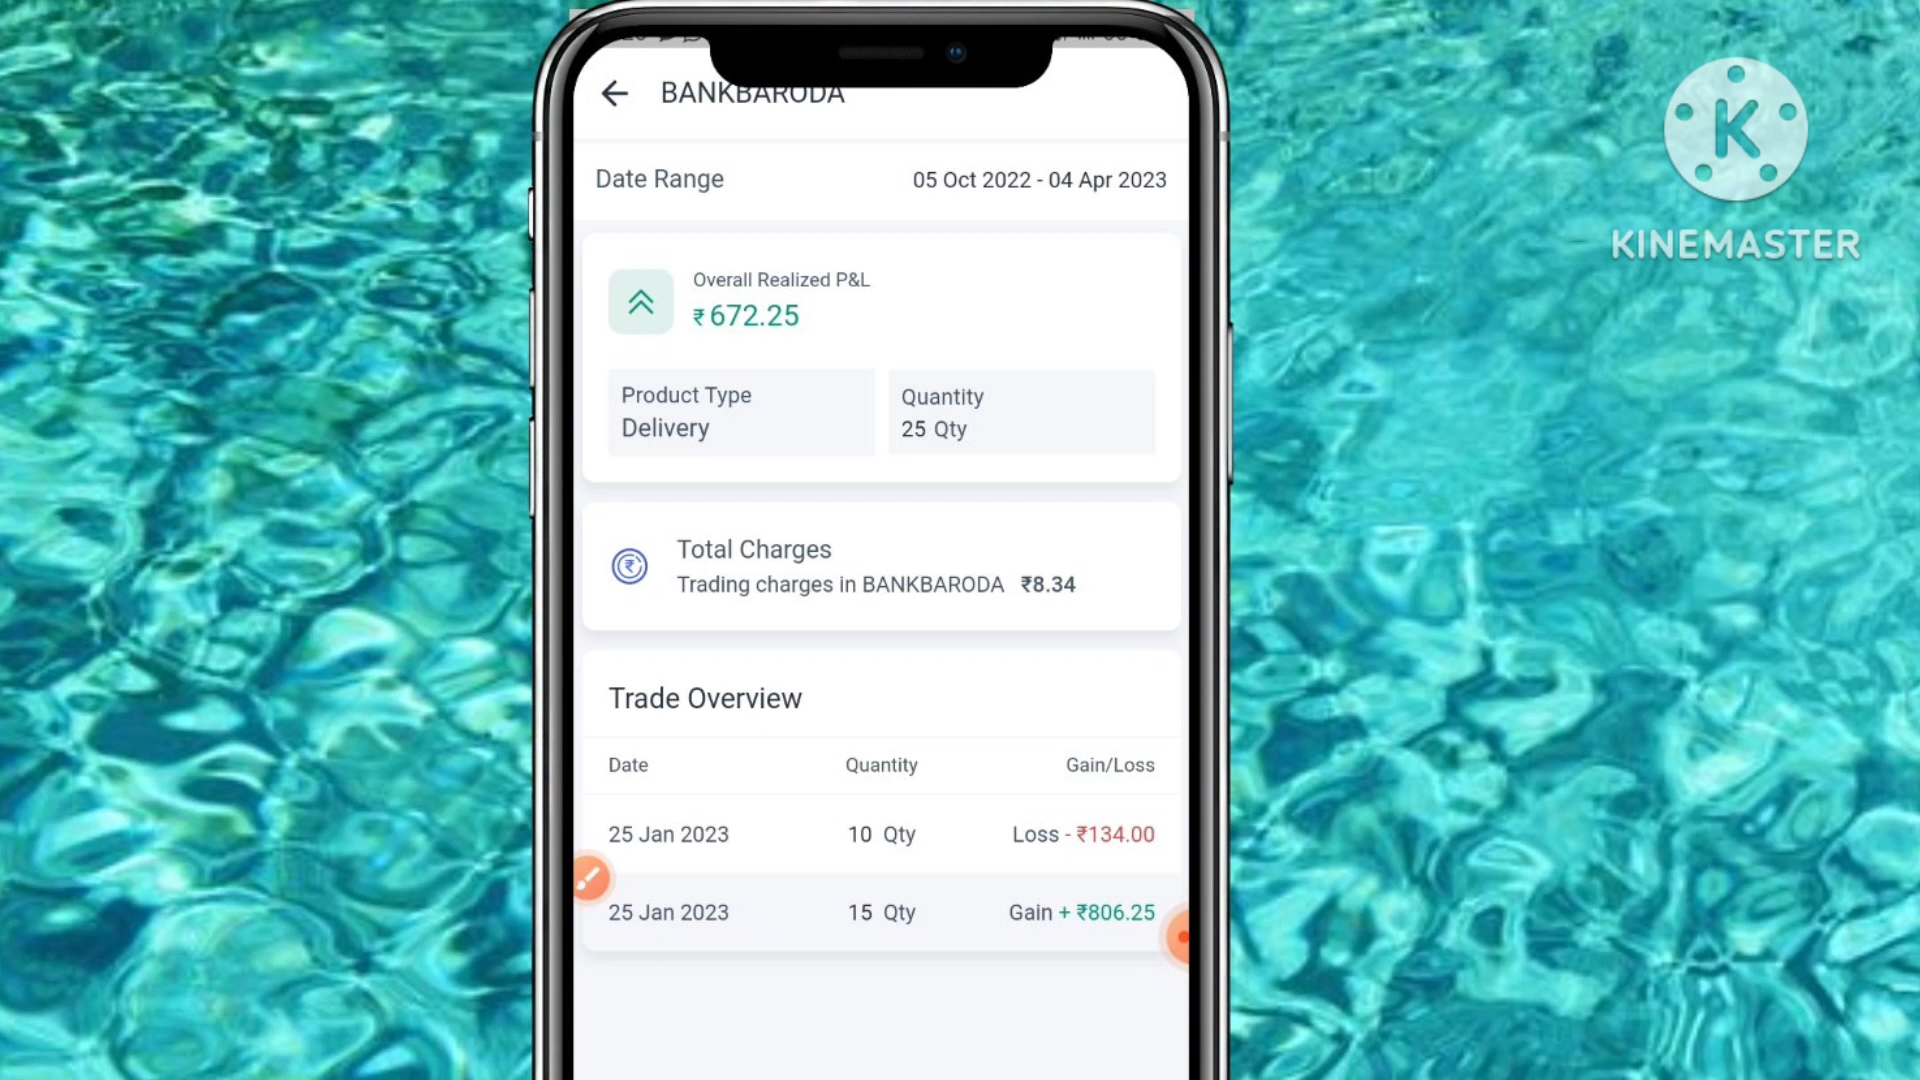 BANKBARODA
Date Range 05 Oct 2022 - 04 Apr 2023
K
KINEMASTER
Overall Realized P&L
₹672.25
Product Type Quantity
Delivery 25 Qty
Total Charges
Trading charges in BANKBARODA ₹8.34
Trade Overview
Date Quantity Gain/Loss
25 Jan 2023 10 Qty Loss - ₹134.00
25 Jan 2023 15 Qty Gain + ₹806.25